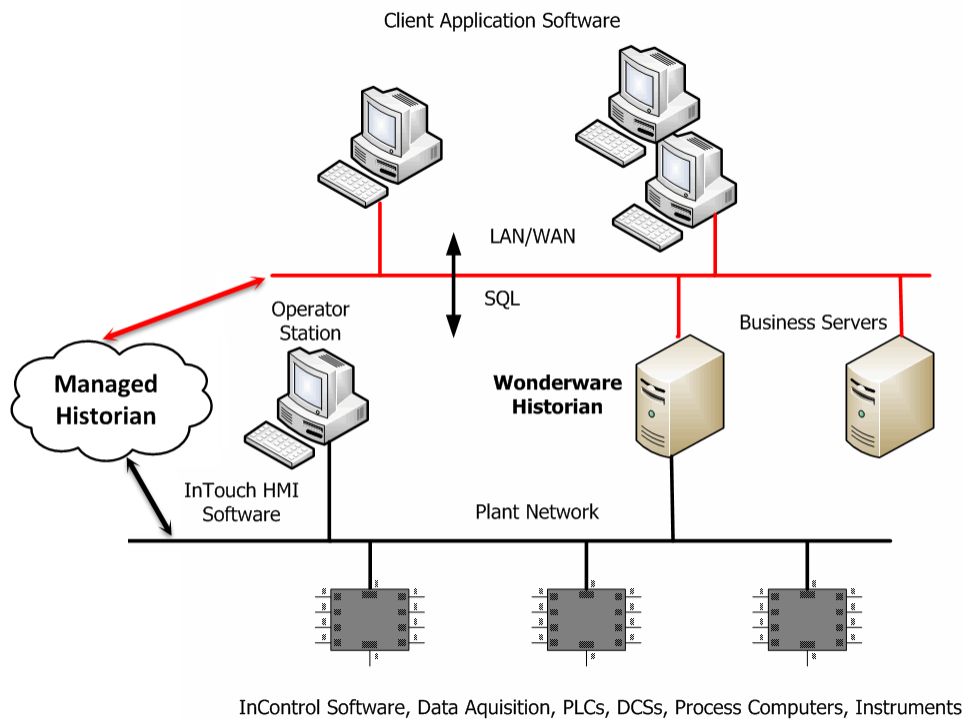 Client Application Software
LAN/WAN
SQL
Operator
Station
Business Servers
Managed
Historian
Wonderware
Historian
InTouch HMI
Software
Plant Network
InControl Software, Data Aquisition, PLCs, DCSs, Process Computers, Instruments